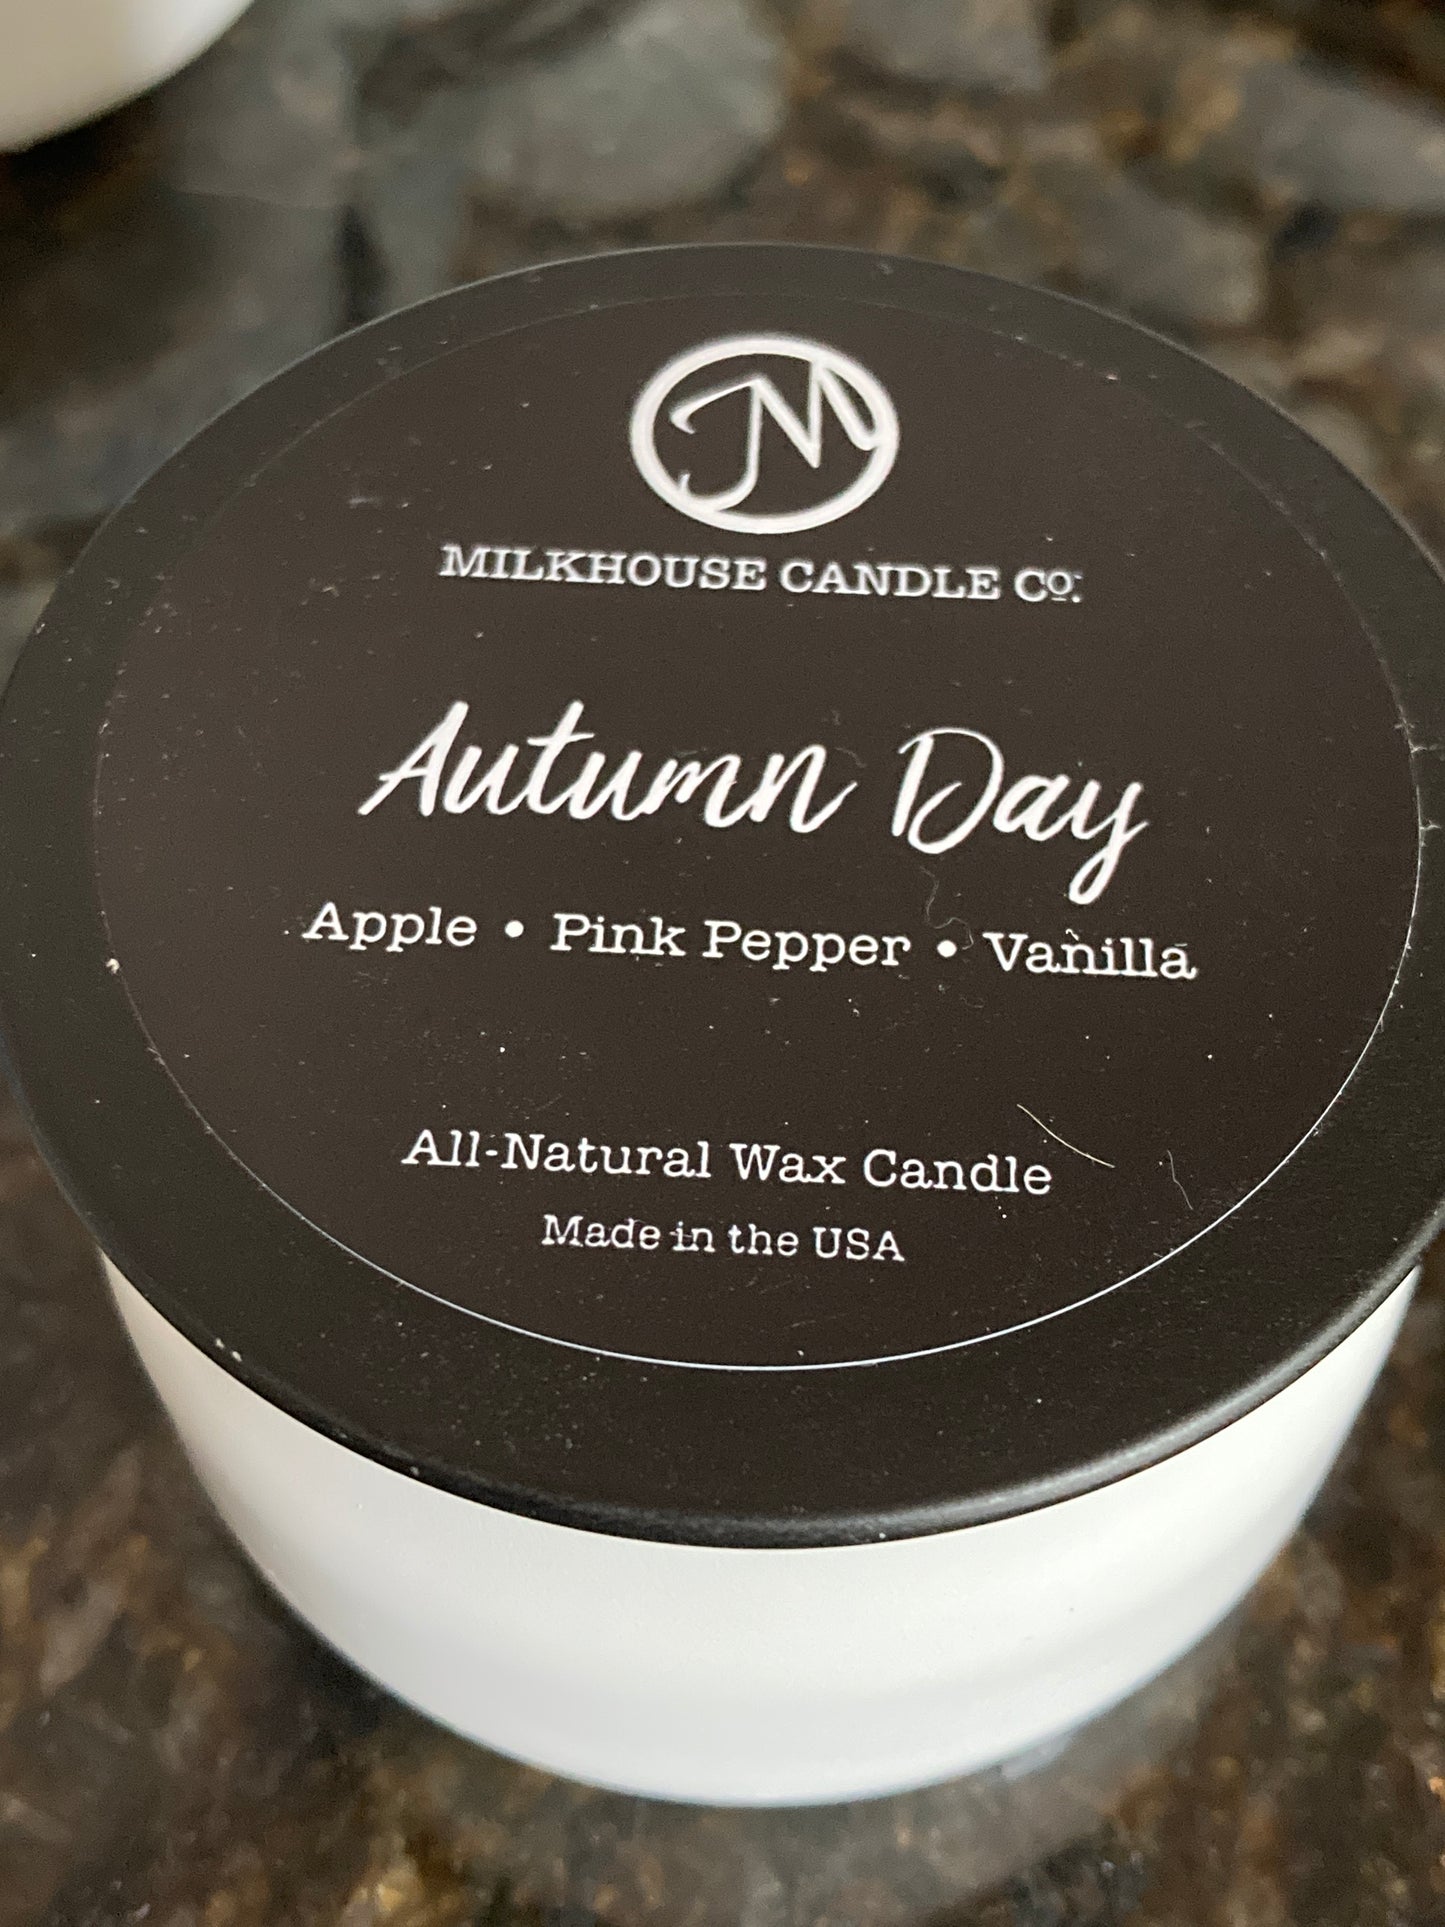 M
MILKHOUSE CANDLE Co.
Autumn Day
Apple • Pink Pepper • Vanilla
All-Natural Wax Candle
Made in the USA